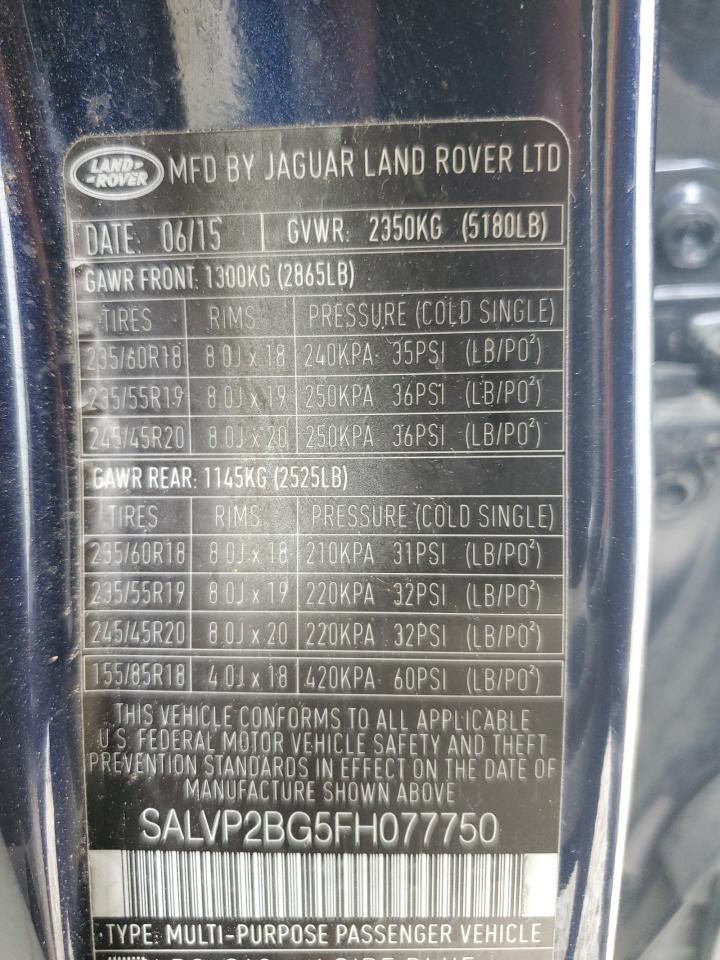 LAND ROVER MFD BY JAGUAR LAND ROVER LTD
DATE: 06/15 GVWR: 2350KG (5180LB)
GAWR FRONT: 1300KG (2865LB)
TIRES RIMS PRESSURE (COLD SINGLE)
235/60R18 8.0J x 18 240KPA 35PSI (LB/PO²)
235/55R19 8.0J x 19 250KPA 36PSI (LB/PO²)
245/45R20 8.0J x 20 250KPA 36PSI (LB/PO²)
GAWR REAR: 1145KG (2525LB)
TIRES RIMS PRESSURE (COLD SINGLE)
235/60R18 8.0J x 18 210KPA 31PSI (LB/PO²)
235/55R19 8.0J x 19 220KPA 32PSI (LB/PO²)
245/45R20 8.0J x 20 220KPA 32PSI (LB/PO²)
155/85R18 4.0J x 18 420KPA 60PSI (LB/PO²)
THIS VEHICLE CONFORMS TO ALL APPLICABLE
U.S. FEDERAL MOTOR VEHICLE SAFETY AND THEFT
PREVENTION STANDARDS IN EFFECT ON THE DATE OF
MANUFACTURE SHOWN ABOVE
SALVP2BG5FH077750
TYPE: MULTI-PURPOSE PASSENGER VEHICLE